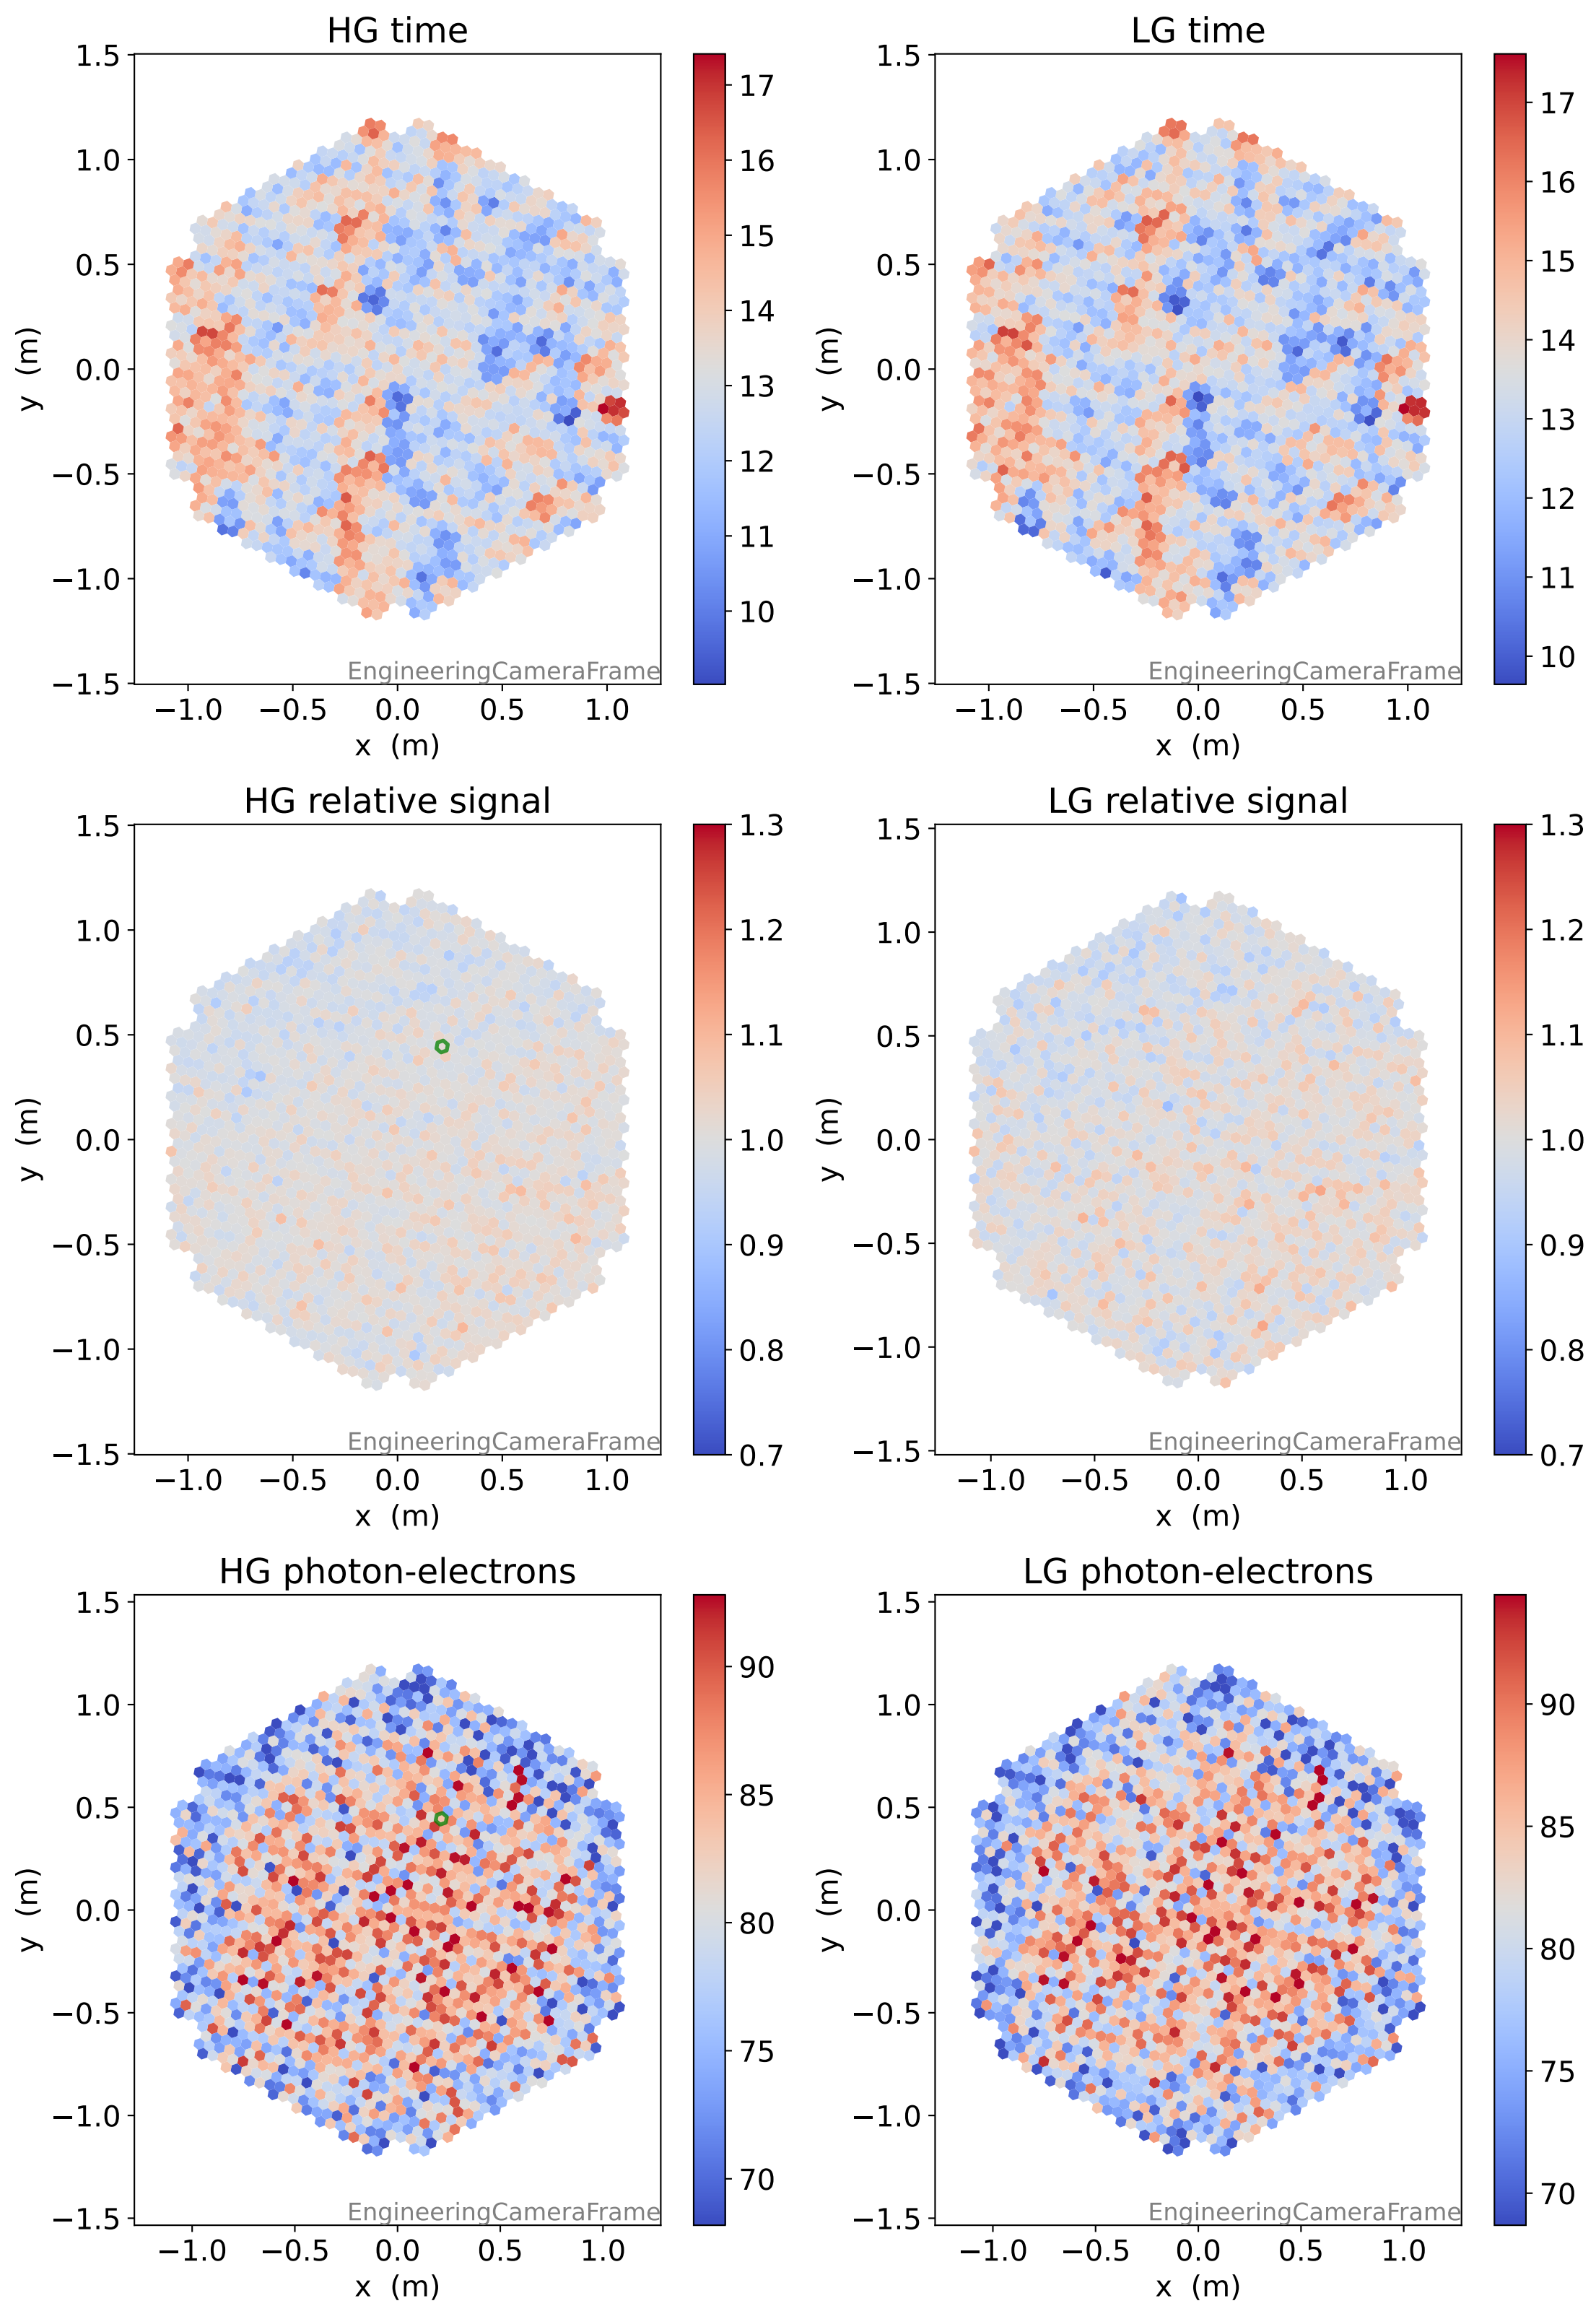 HG time
1.5
1.0
0.5
0.0
−0.5
−1.0
−1.5
y (m)
−1.0 −0.5 0.0 0.5 1.0
x (m)
EngineeringCameraFrame
17
16
15
14
13
12
11
10
LG time
1.5
1.0
0.5
0.0
−0.5
−1.0
−1.5
y (m)
−1.0 −0.5 0.0 0.5 1.0
x (m)
EngineeringCameraFrame
17
16
15
14
13
12
11
10
HG relative signal
1.5
1.0
0.5
0.0
−0.5
−1.0
−1.5
y (m)
−1.0 −0.5 0.0 0.5 1.0
x (m)
EngineeringCameraFrame
1.3
1.2
1.1
1.0
0.9
0.8
0.7
LG relative signal
1.5
1.0
0.5
0.0
−0.5
−1.0
−1.5
y (m)
−1.0 −0.5 0.0 0.5 1.0
x (m)
EngineeringCameraFrame
1.3
1.2
1.1
1.0
0.9
0.8
0.7
HG photon-electrons
1.5
1.0
0.5
0.0
−0.5
−1.0
−1.5
y (m)
−1.0 −0.5 0.0 0.5 1.0
x (m)
EngineeringCameraFrame
90
85
80
75
70
LG photon-electrons
1.5
1.0
0.5
0.0
−0.5
−1.0
−1.5
y (m)
−1.0 −0.5 0.0 0.5 1.0
x (m)
EngineeringCameraFrame
90
85
80
75
70